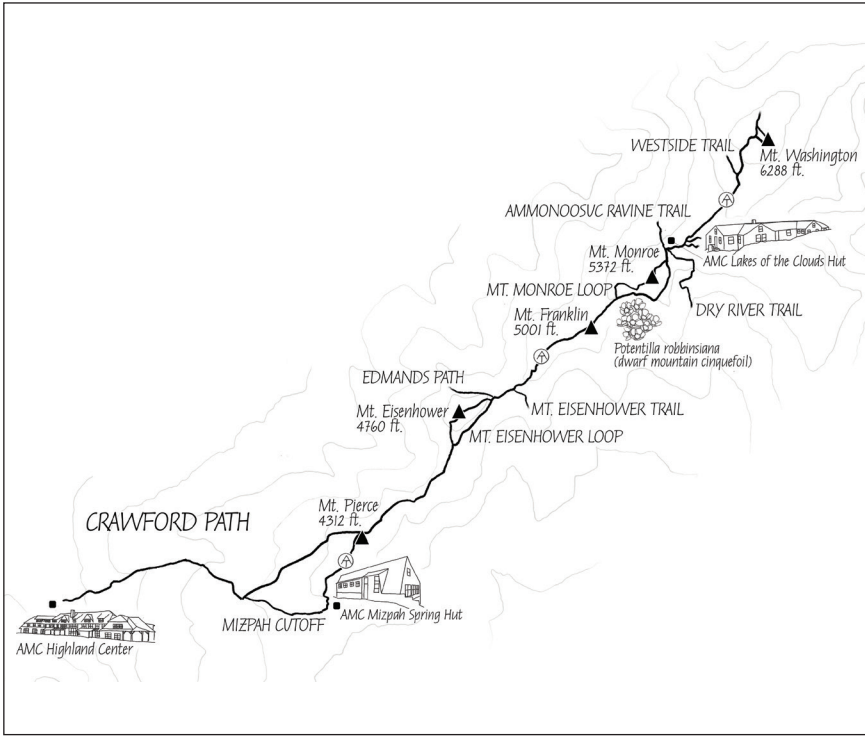 WESTSIDE TRAIL
Mt. Washington
6288 ft.
AMMONOOSUC RAVINE TRAIL
AMC Lakes of the Clouds Hut
Mt. Monroe
5372 ft.
MT. MONROE LOOP
DRY RIVER TRAIL
Mt. Franklin
5001 ft.
Potentilla robbinsiana
(dwarf mountain cinquefoil)
EDMANDS PATH
Mt. Eisenhower
4760 ft.
MT. EISENHOWER TRAIL
MT. EISENHOWER LOOP
Mt. Pierce
4312 ft.
CRAWFORD PATH
AMC Mizpah Spring Hut
MIZPAH CUTOFF
AMC Highland Center